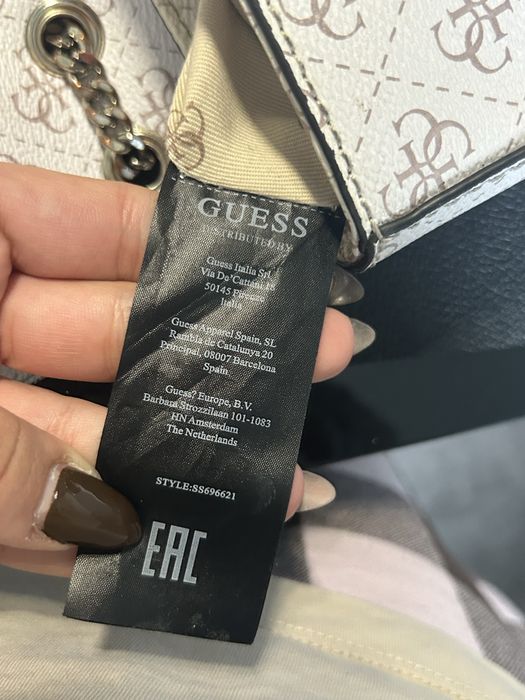 GUESS
DISTRIBUTED BY
Guess Italia Srl
Via De'Cattani 18
50145 Firenze
Italia
Guess Apparel Spain, SL
Rambla de Catalunya 20
Principal, 08007 Barcelona
Spain
Guess? Europe, B.V.
Barbara Strozzilaan 101-1083
HN Amsterdam
The Netherlands
STYLE:SS696621
EAC